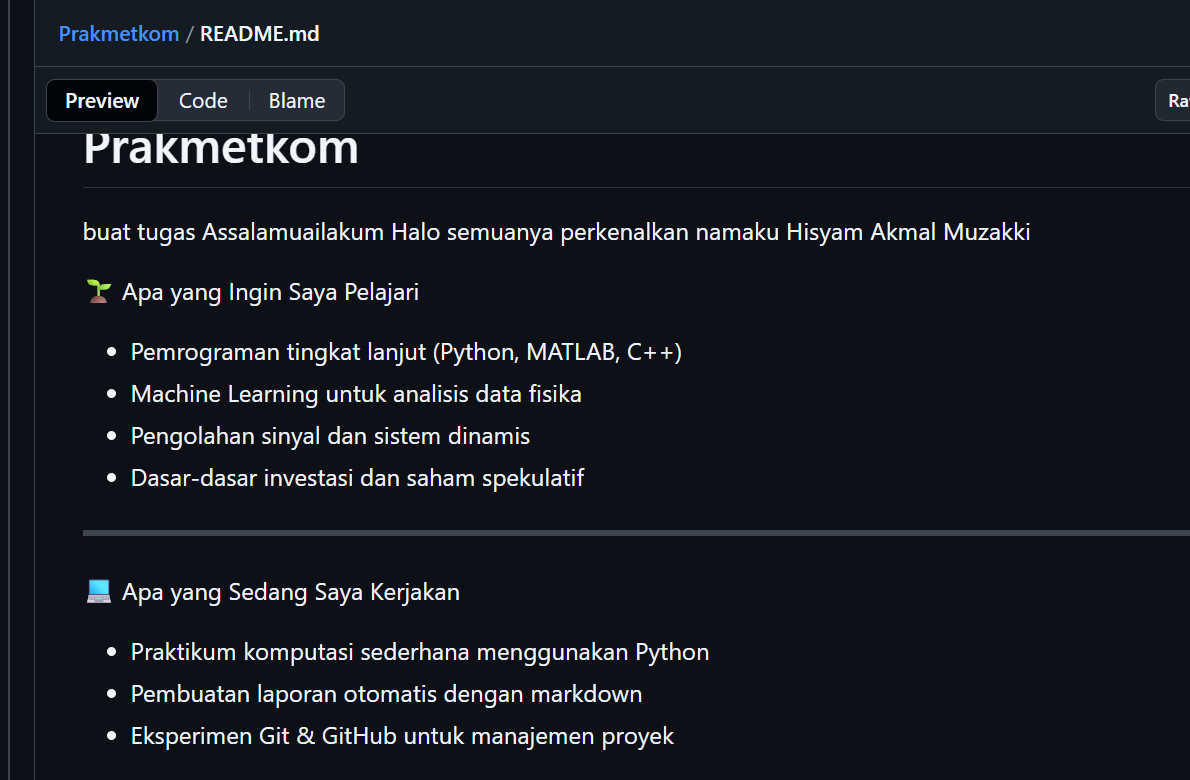 Prakmetkom / README.md
Preview Code Blame Ra
Prakmetkom
buat tugas Assalamuailakum Halo semuanya perkenalkan namaku Hisyam Akmal Muzakki
🌱 Apa yang Ingin Saya Pelajari
• Pemrograman tingkat lanjut (Python, MATLAB, C++)
• Machine Learning untuk analisis data fisika
• Pengolahan sinyal dan sistem dinamis
• Dasar-dasar investasi dan saham spekulatif
💻 Apa yang Sedang Saya Kerjakan
• Praktikum komputasi sederhana menggunakan Python
• Pembuatan laporan otomatis dengan markdown
• Eksperimen Git & GitHub untuk manajemen proyek